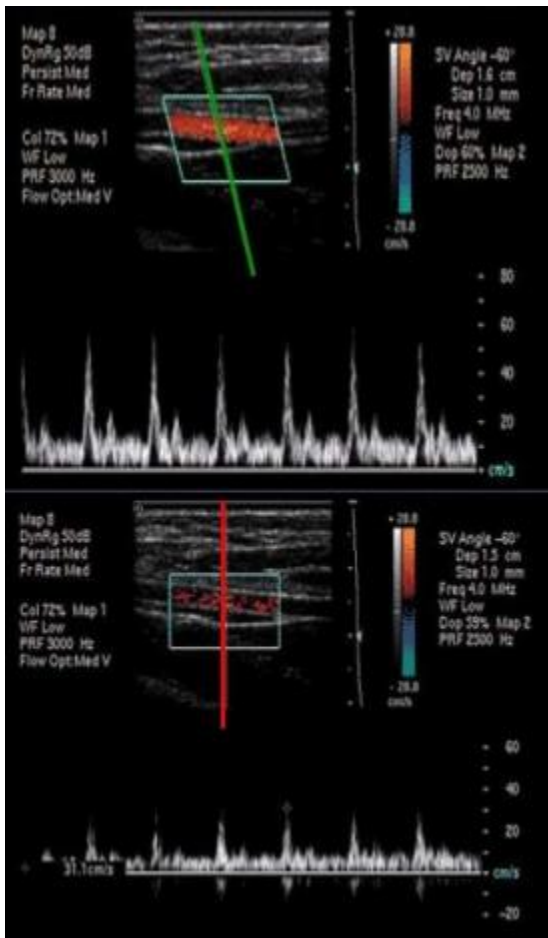 Map 8
DynRg 50dB
Persist Med
Fr Rate Med
Col 72% Map 1
WF Low
PRF 3000 Hz
Flow Opt:Med V
+28.8
-28.8
cm/s
SV Angle -60°
Dep 1.6 cm
Size 1.0 mm
Freq 4.0 MHz
WF Low
Dop 60% Map 2
PRF 2500 Hz
80
60
40
20
cm/s
Map 8
DynRg 50dB
Persist Med
Fr Rate Med
Col 72% Map 1
WF Low
PRF 3000 Hz
Flow Opt:Med V
+28.8
-28.8
cm/s
SV Angle -60°
Dep 1.5 cm
Size 1.0 mm
Freq 4.0 MHz
WF Low
Dop 59% Map 2
PRF 2500 Hz
60
40
20
cm/s
-20
31.1cm/s